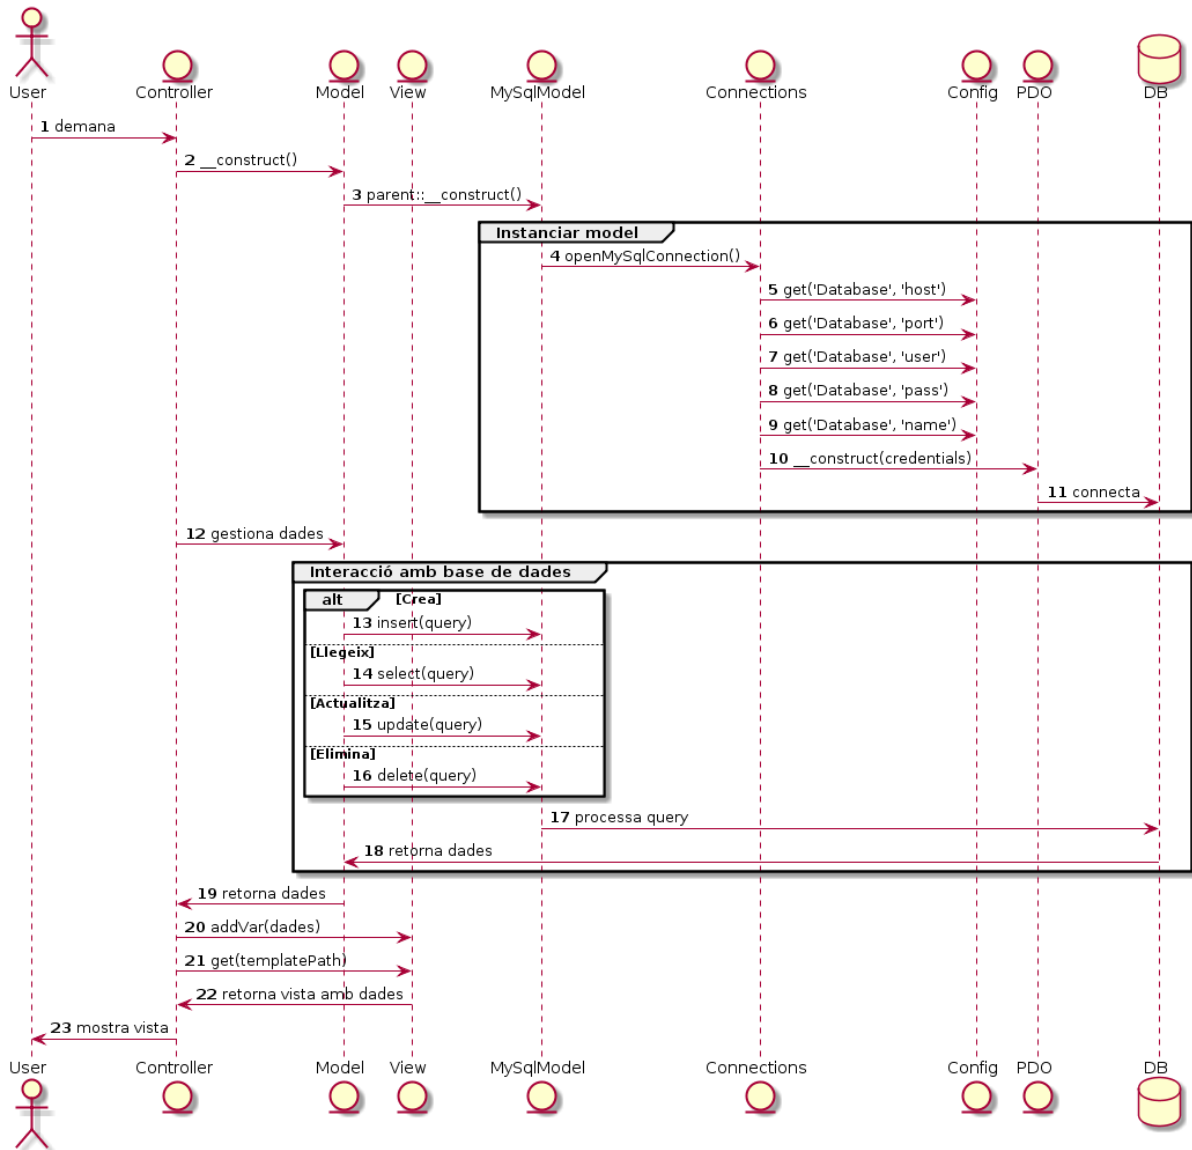 User Controller Model View MySqlModel Connections Config PDO DB
1 demana
2 __construct()
3 parent::__construct()
Instanciar model
4 openMySqlConnection()
5 get('Database', 'host')
6 get('Database', 'port')
7 get('Database', 'user')
8 get('Database', 'pass')
9 get('Database', 'name')
10 __construct(credentials)
11 connecta
12 gestiona dades
Interacció amb base de dades
alt [Crea]
13 insert(query)
[Llegeix]
14 select(query)
[Actualitza]
15 update(query)
[Elimina]
16 delete(query)
17 processa query
18 retorna dades
19 retorna dades
20 addVar(dades)
21 get(templatePath)
22 retorna vista amb dades
23 mostra vista
User Controller Model View MySqlModel Connections Config PDO DB